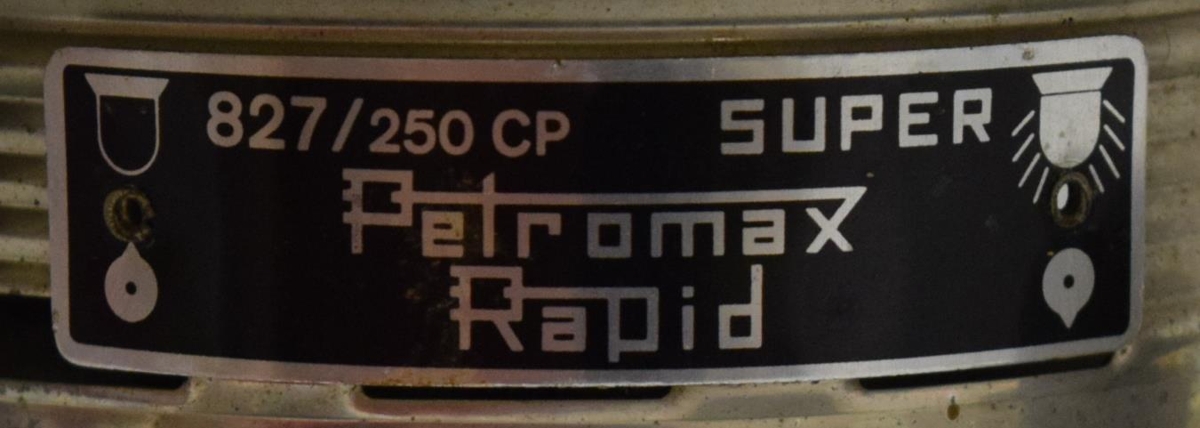 827/250 CP SUPER
Petromax
Rapid